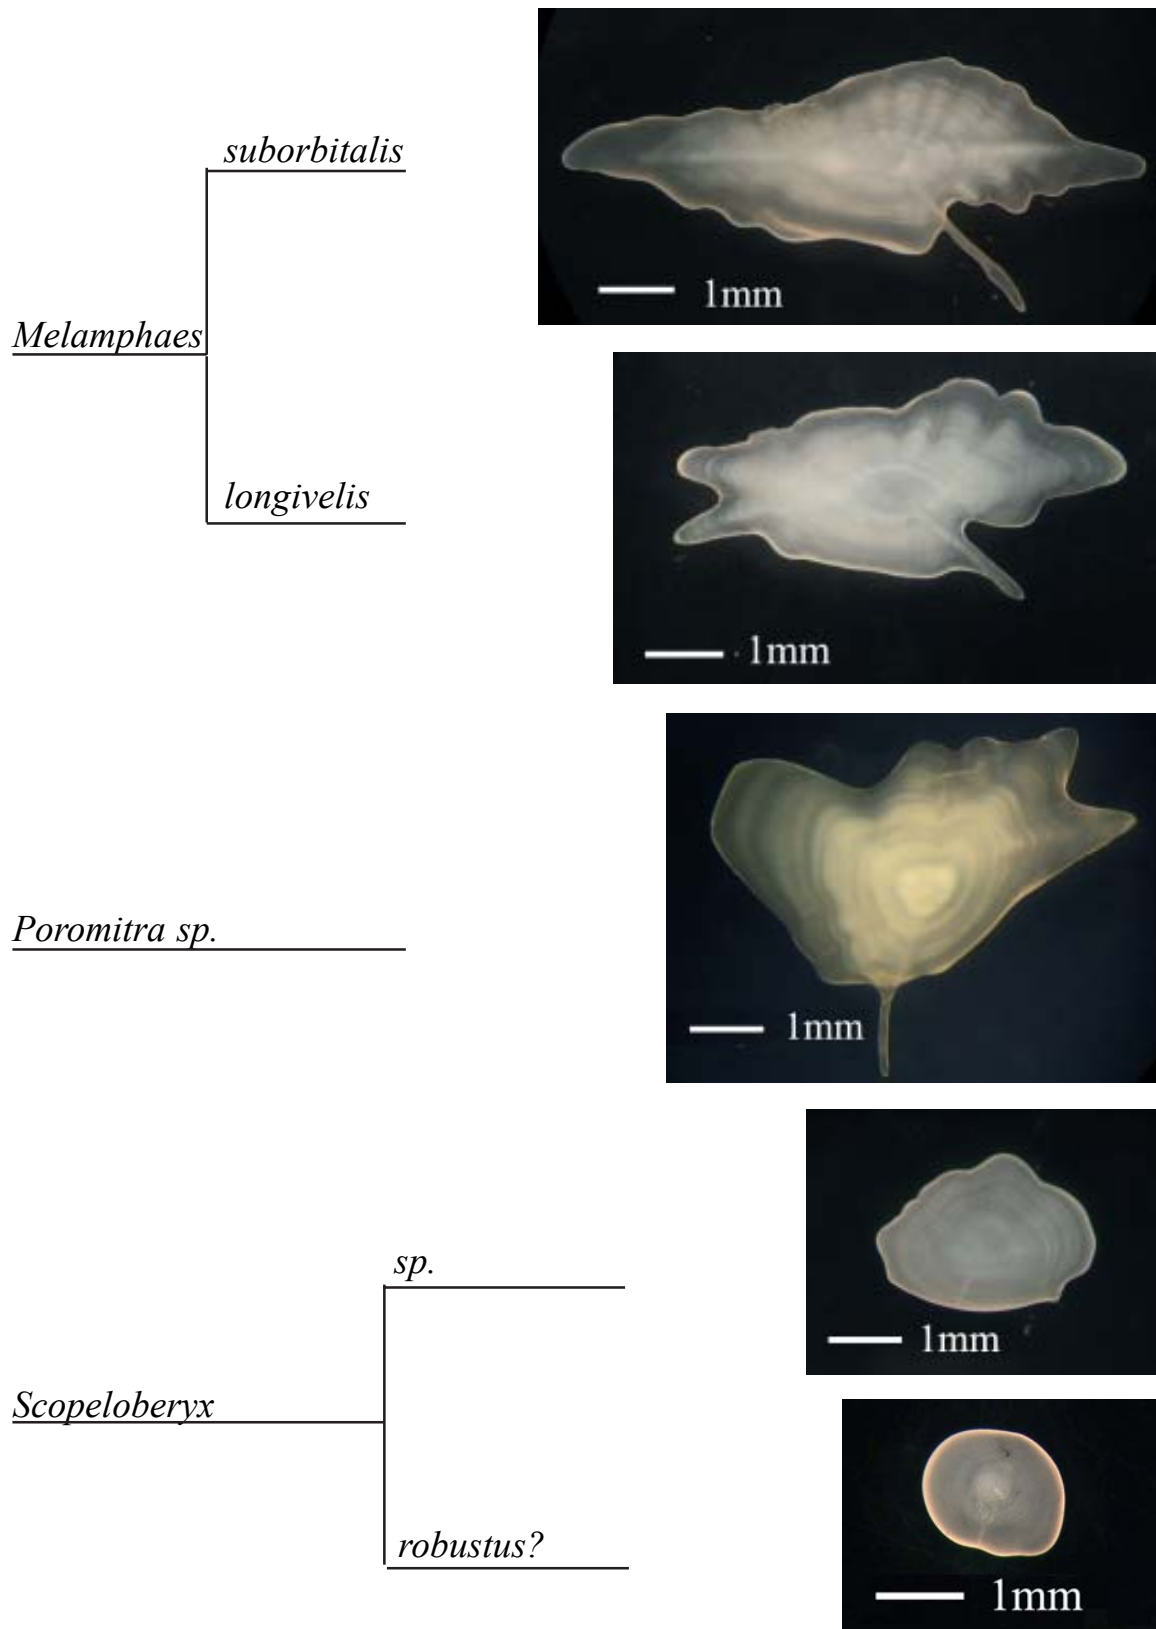 suborbitalis
1mm
Melamphaes
longivelis
1mm
Poromitra sp.
1mm
sp.
1mm
Scopeloberyx
robustus?
1mm